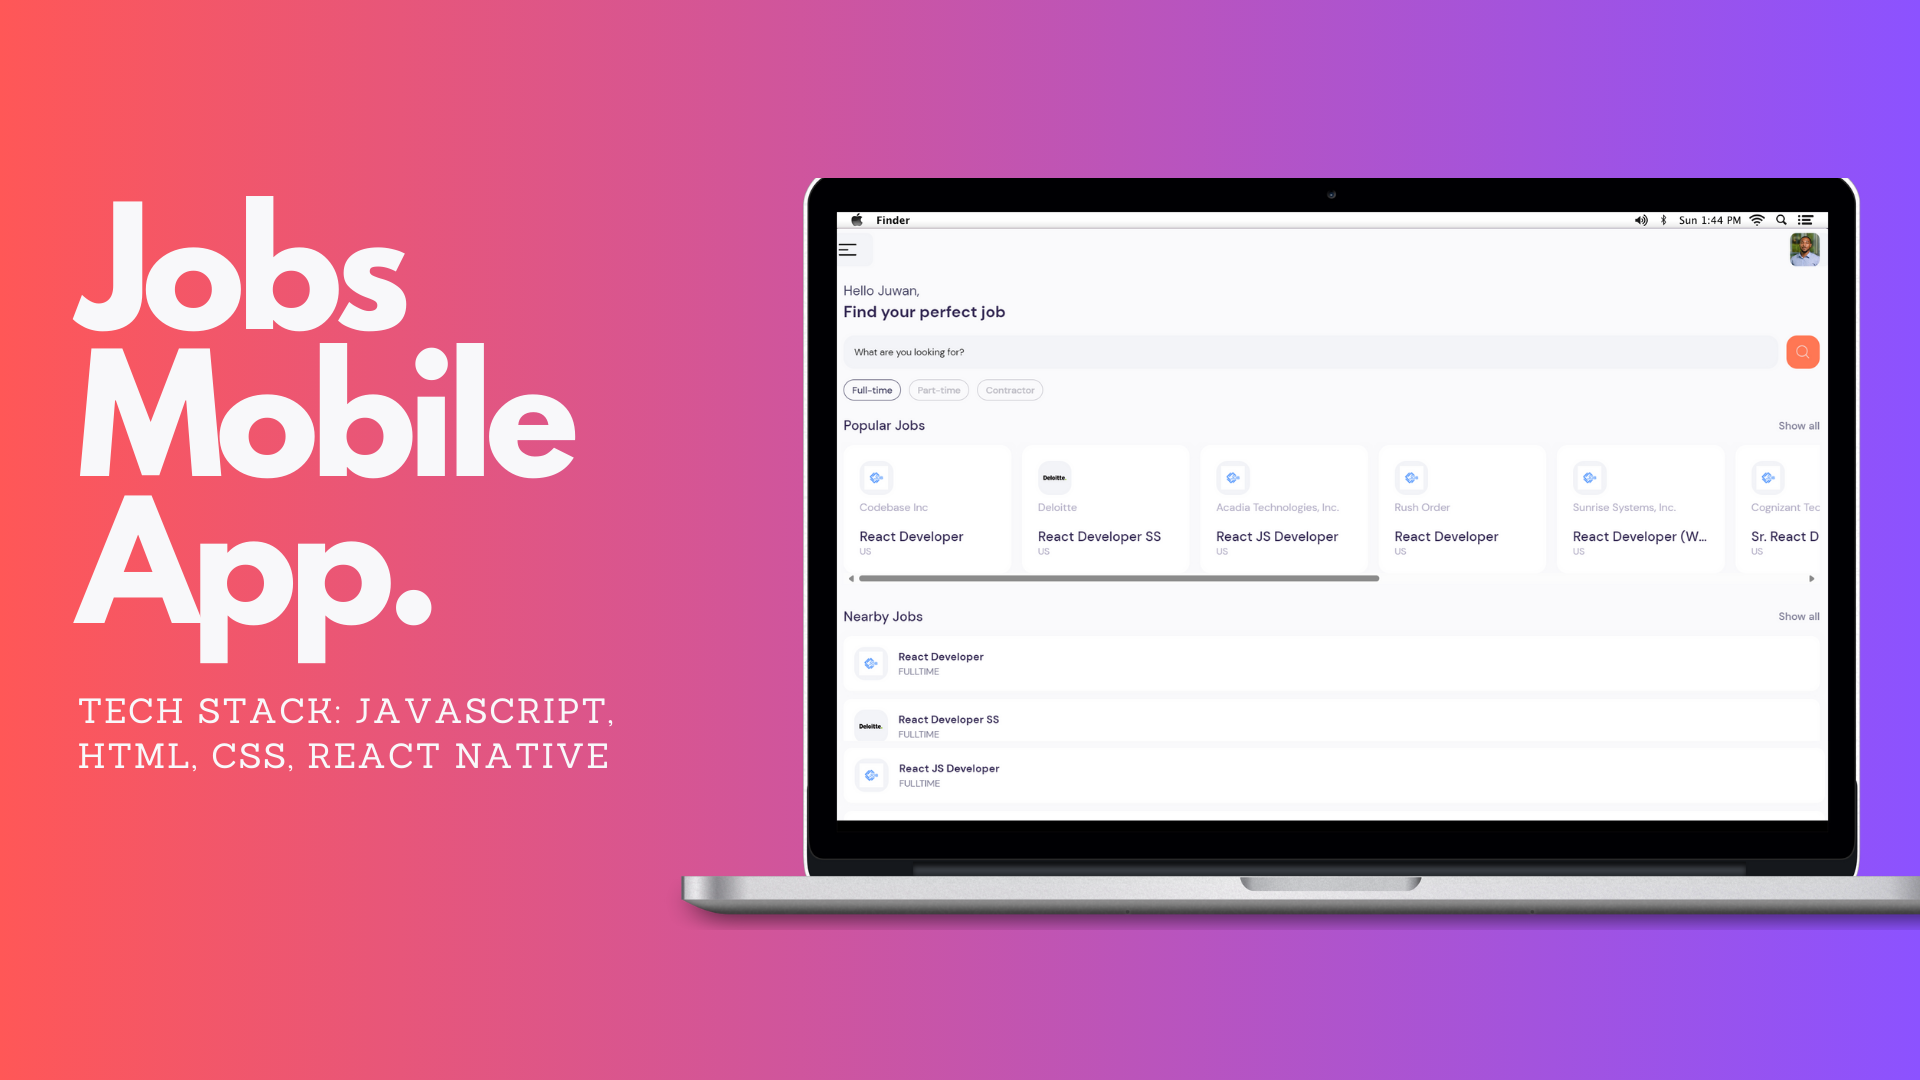 Jobs
Mobile
App.
TECH STACK: JAVASCRIPT,
HTML, CSS, REACT NATIVE
Finder
Sun 1:44 PM
Hello Juwan,
Find your perfect job
What are you looking for?
Full-time Part-time Contractor
Popular Jobs Show all
Deloitte.
Codebase Inc Deloitte Acadia Technologies, Inc. Rush Order Sunrise Systems, Inc. Cognizant Tec
React Developer React Developer SS React JS Developer React Developer React Developer (W... Sr. React D
US US US US US US
Nearby Jobs Show all
React Developer
FULLTIME
Deloitte.
React Developer SS
FULLTIME
React JS Developer
FULLTIME